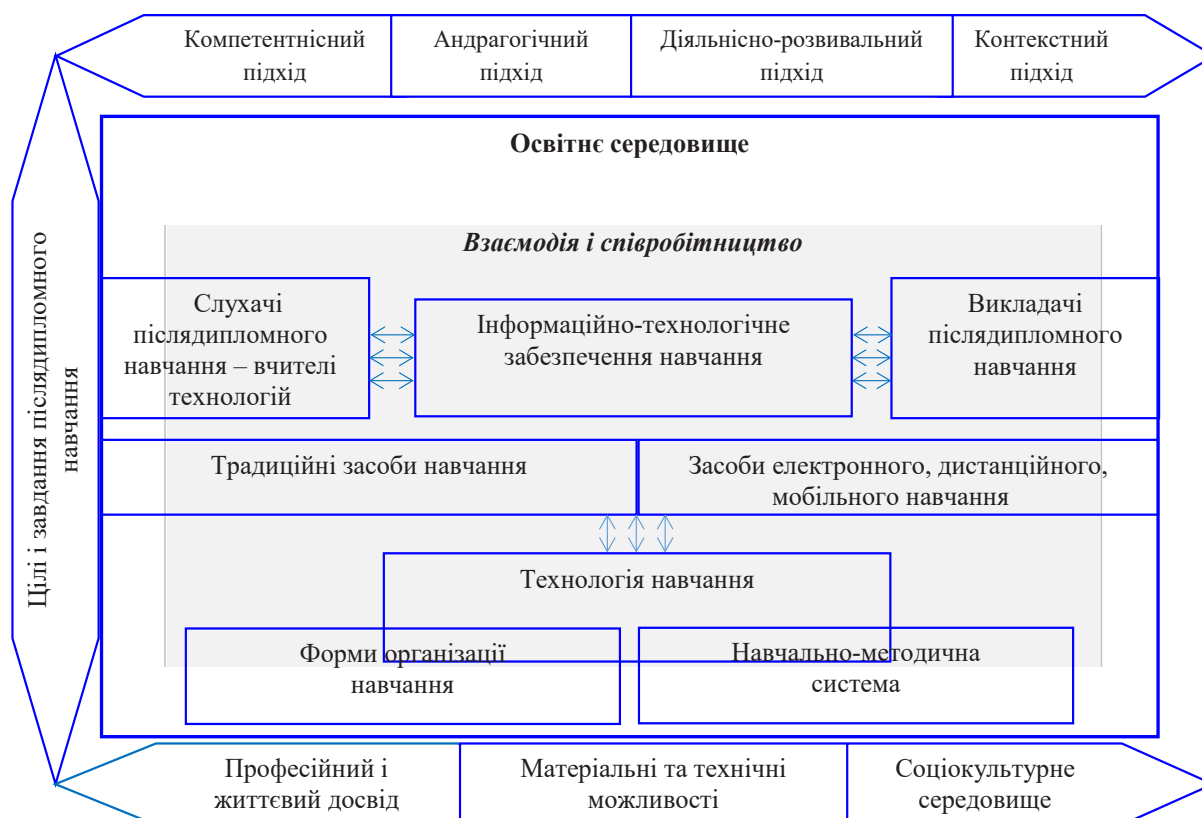 Компетентнісний
підхід
Андрагогічний
підхід
Діяльнісно-розвивальний
підхід
Контекстний
підхід
Цілі і завдання післядипломного
навчання
Освітнє середовище
Взаємодія і співробітництво
Слухачі
післядипломного
навчання – вчителі
технологій
Інформаційно-технологічне
забезпечення навчання
Викладачі
післядипломного
навчання
Традиційні засоби навчання
Засоби електронного, дистанційного,
мобільного навчання
Технологія навчання
Форми організації
навчання
Навчально-методична
система
Професійний і
життєвий досвід
Матеріальні та технічні
можливості
Соціокультурне
середовище